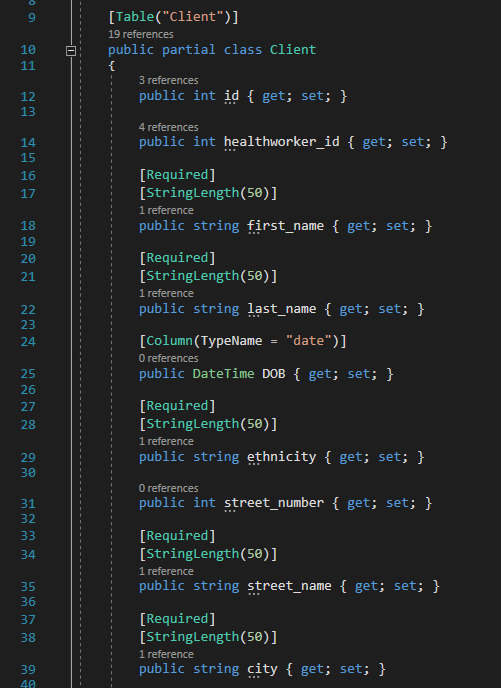 8
9 [Table("Client")]
19 references
10 public partial class Client
11 {
3 references
12 public int id { get; set; }
13
4 references
14 public int healthworker_id { get; set; }
15
16 [Required]
17 [StringLength(50)]
1 reference
18 public string first_name { get; set; }
19
20 [Required]
21 [StringLength(50)]
1 reference
22 public string last_name { get; set; }
23
24 [Column(TypeName = "date")]
0 references
25 public DateTime DOB { get; set; }
26
27 [Required]
28 [StringLength(50)]
1 reference
29 public string ethnicity { get; set; }
30
0 references
31 public int street_number { get; set; }
32
33 [Required]
34 [StringLength(50)]
1 reference
35 public string street_name { get; set; }
36
37 [Required]
38 [StringLength(50)]
1 reference
39 public string city { get; set; }
40